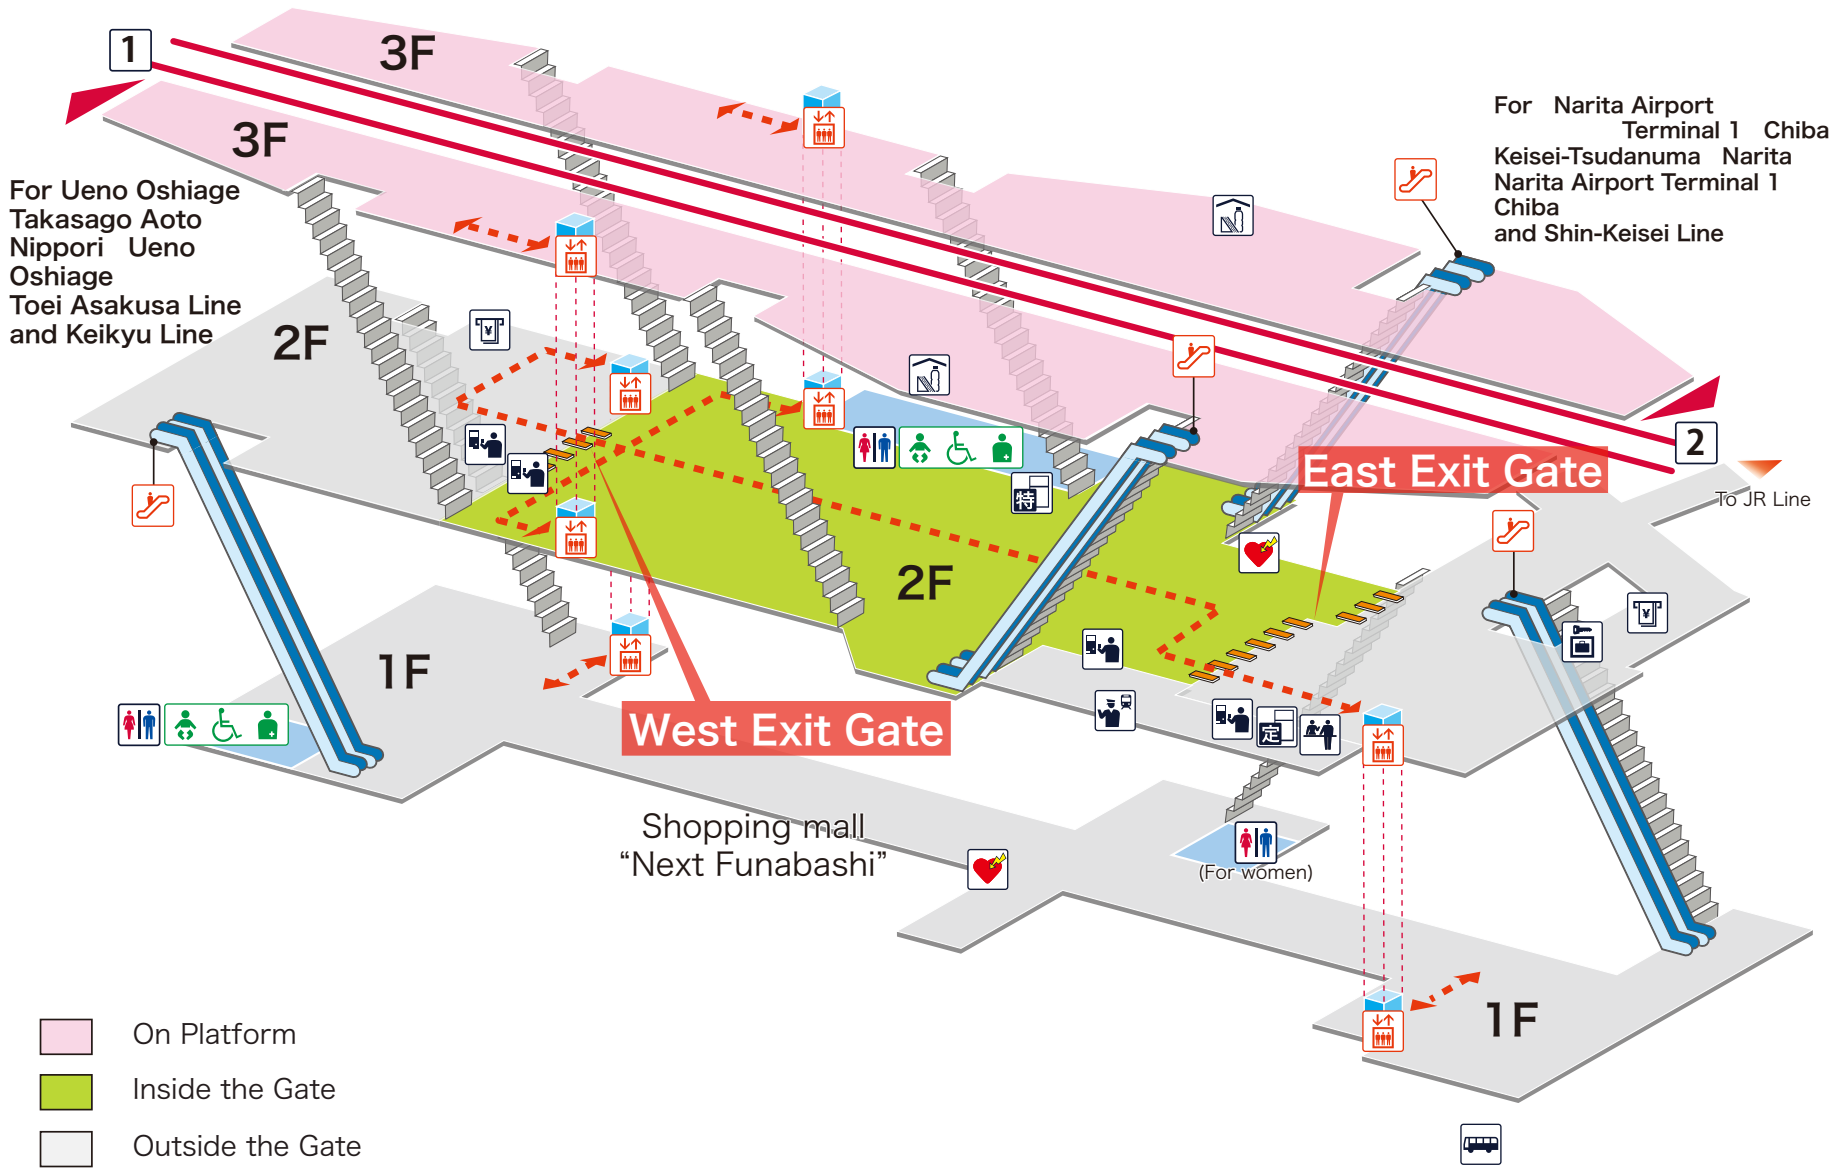 1
3F
3F
For Narita Airport
Terminal 1 Chiba
Keisei-Tsudanuma Narita
Narita Airport Terminal 1
Chiba
and Shin-Keisei Line
For Ueno Oshiage
Takasago Aoto
Nippori Ueno
Oshiage
Toei Asakusa Line
and Keikyu Line
2F
¥
2
East Exit Gate
To JR Line
特
2F
¥
1F
West Exit Gate
定
Shopping mall
“Next Funabashi”
(For women)
1F
On Platform
Inside the Gate
Outside the Gate